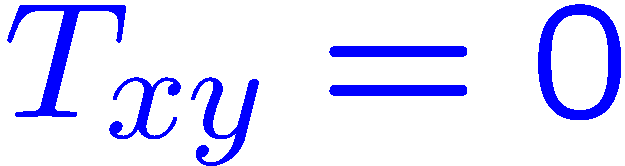 T_{xy} = 0